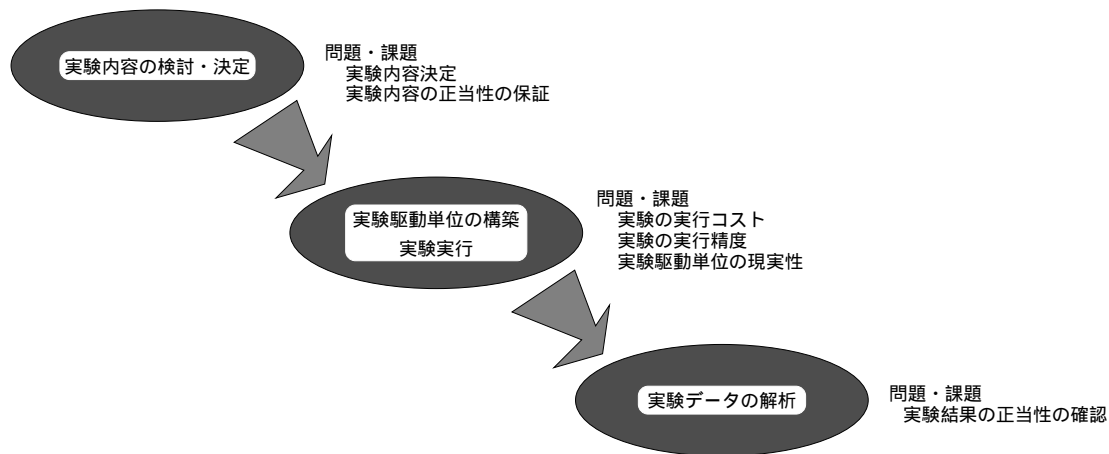 実験内容の検討・決定
問題・課題
実験内容決定
実験内容の正当性の保証
実験駆動単位の構築
実験実行
問題・課題
実験の実行コスト
実験の実行精度
実験駆動単位の現実性
実験データの解析
問題・課題
実験結果の正当性の確認